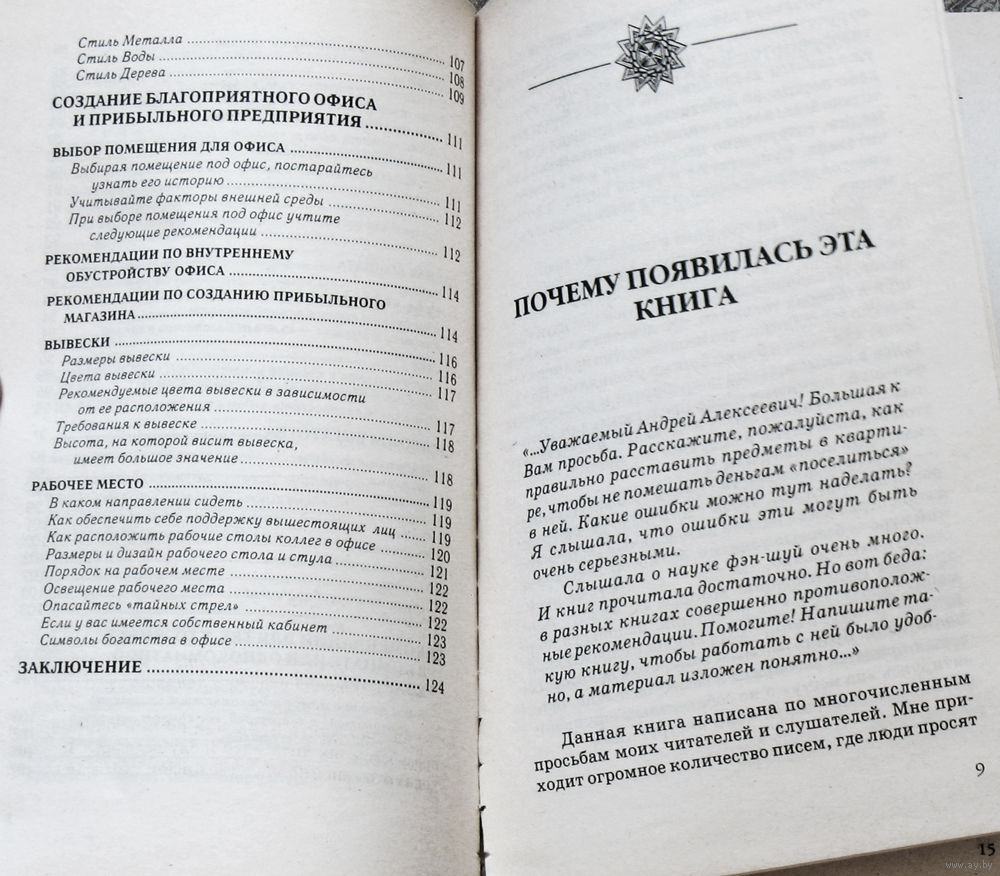 Стиль Металла ..... 107
Стиль Воды ..... 108
Стиль Дерева ..... 109
СОЗДАНИЕ БЛАГОПРИЯТНОГО ОФИСА
И ПРИБЫЛЬНОГО ПРЕДПРИЯТИЯ ..... 111
ВЫБОР ПОМЕЩЕНИЯ ДЛЯ ОФИСА ..... 111
Выбирая помещение под офис, постарайтесь
узнать его историю ..... 111
Учитывайте факторы внешней среды ..... 112
При выборе помещения под офис учтите
следующие рекомендации ..... 112
РЕКОМЕНДАЦИИ ПО ВНУТРЕННЕМУ
ОБУСТРОЙСТВУ ОФИСА ..... 114
РЕКОМЕНДАЦИИ ПО СОЗДАНИЮ ПРИБЫЛЬНОГО
МАГАЗИНА ..... 114
ВЫВЕСКИ ..... 116
Размеры вывески ..... 116
Цвета вывески ..... 117
Рекомендуемые цвета вывески в зависимости
от ее расположения ..... 117
Требования к вывеске ..... 118
Высота, на которой висит вывеска,
имеет большое значение ..... 118
РАБОЧЕЕ МЕСТО ..... 119
В каком направлении сидеть ..... 119
Как обеспечить себе поддержку вышестоящих лиц ..... 119
Как расположить рабочие столы коллег в офисе ..... 120
Размеры и дизайн рабочего стола и стула ..... 121
Порядок на рабочем месте ..... 122
Освещение рабочего места ..... 122
Опасайтесь «тайных стрел» ..... 122
Если у вас имеется собственный кабинет ..... 123
Символы богатства в офисе ..... 123
ЗАКЛЮЧЕНИЕ ..... 124
ПОЧЕМУ ПОЯВИЛАСЬ ЭТА
КНИГА
«...Уважаемый Андрей Алексеевич! Большая к
Вам просьба. Расскажите, пожалуйста, как
правильно расставить предметы в кварти-
ре, чтобы не помешать деньгам «поселиться»
в ней. Какие ошибки можно тут наделать?
Я слышала, что ошибки эти могут быть
очень серьезными.
Слышала о науке фэн-шуй очень много.
И книг прочитала достаточно. Но вот беда:
в разных книгах совершенно противополож-
ные рекомендации. Помогите! Напишите та-
кую книгу, чтобы работать с ней было удоб-
но, а материал изложен понятно...»
Данная книга написана по многочисленным
просьбам моих читателей и слушателей. Мне при-
ходит огромное количество писем, где люди просят
9
15
www.ay.by